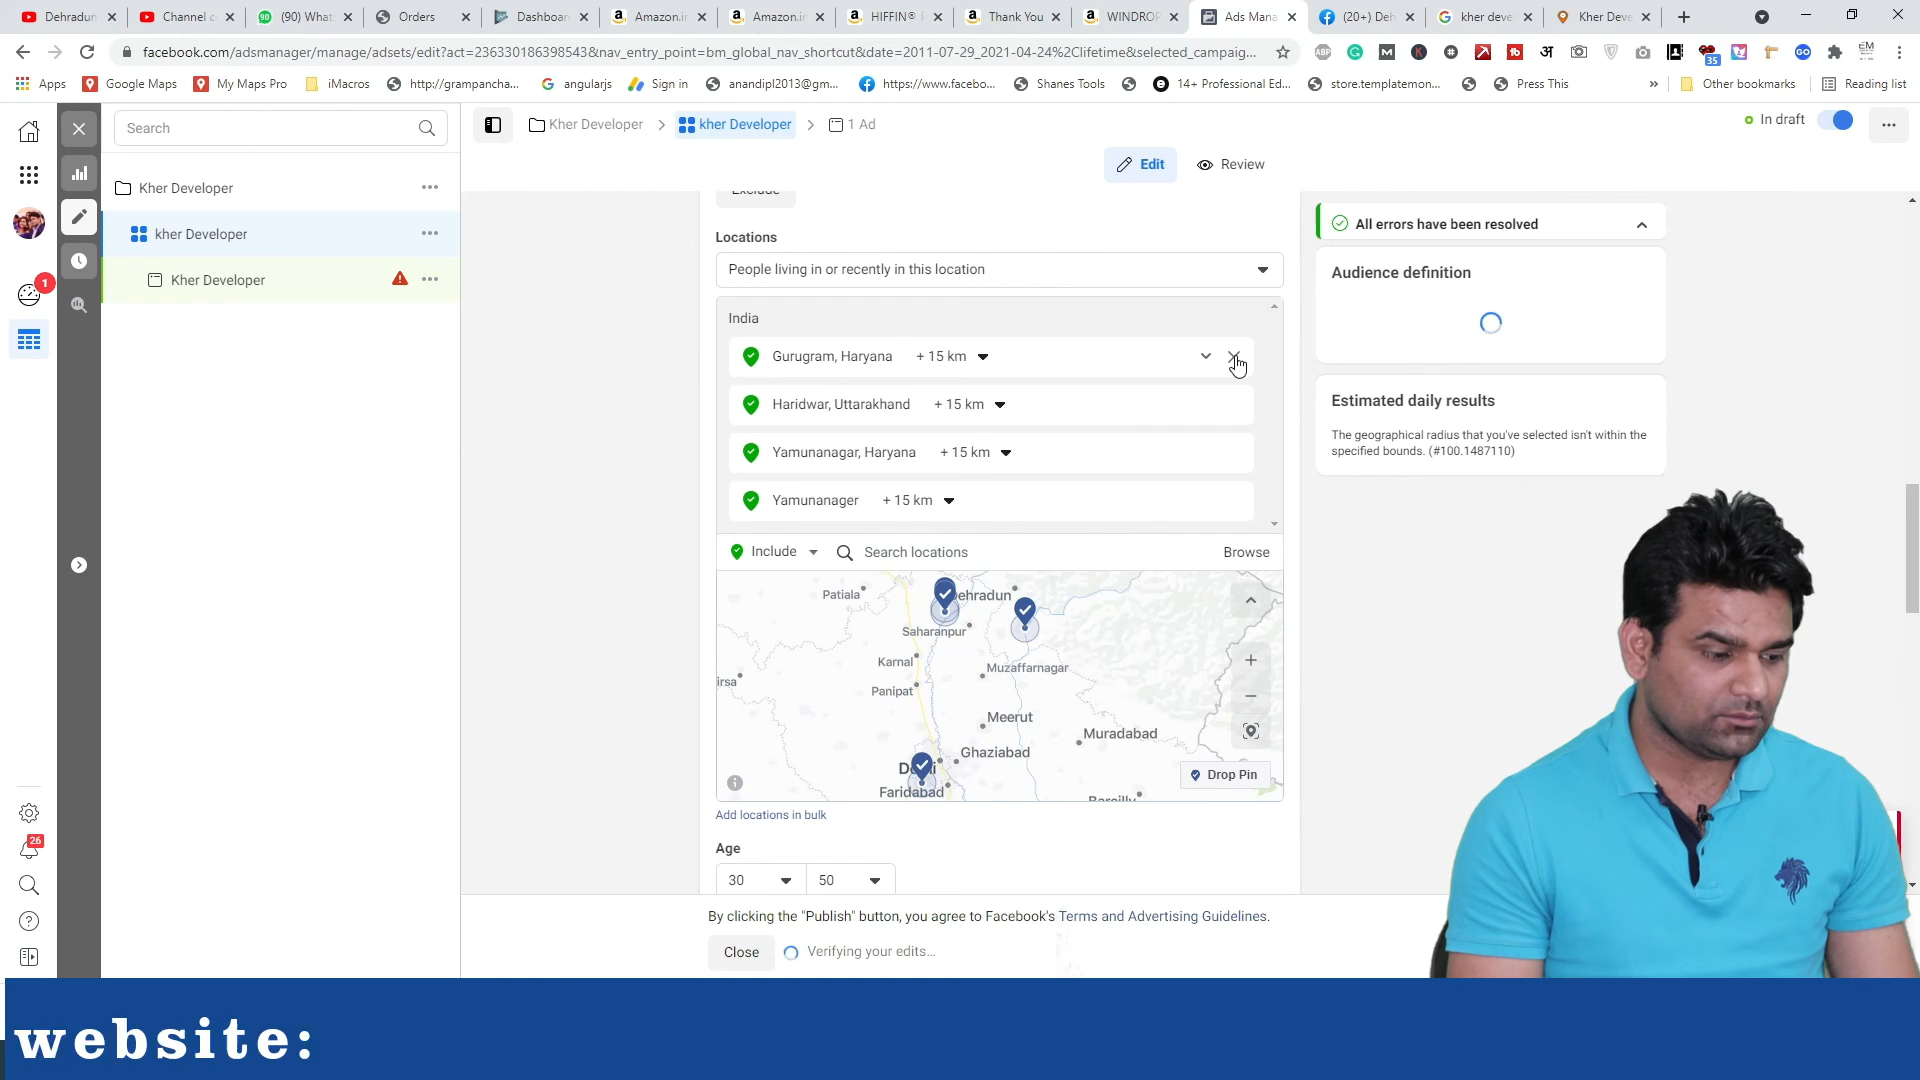 Dehradun
Channel c
(90) What
Orders
Dashboar
Amazon.i
Amazon.i
HIFFIN®
Thank You
WINDROP
Ads Mana
(20+) Deh
kher deve
Kher Deve
facebook.com/adsmanager/manage/adsets/edit?act=236330186398543&nav_entry_point=bm_global_nav_shortcut&date=2011-07-29_2021-04-24%2Clifetime&selected_campaig...
Apps
Google Maps
My Maps Pro
iMacros
http://grampancha...
angularjs
Sign in
anandipl2013@gm...
https://www.facebo...
Shanes Tools
14+ Professional Ed...
store.templatemon...
Press This
»
Other bookmarks
Reading list
Search
Kher Developer > kher Developer > 1 Ad
In draft
Edit
Review
Kher Developer
kher Developer
Kher Developer
1
26
35
Exclude
Locations
People living in or recently in this location
India
Gurugram, Haryana + 15 km
Haridwar, Uttarakhand + 15 km
Yamunanagar, Haryana + 15 km
Yamunanager + 15 km
Include
Search locations
Browse
Patiala
ehradun
Saharanpur
Karnal
Muzaffarnagar
irsa
Panipat
Meerut
Muradabad
Ghaziabad
Faridabad
Bareilly
Drop Pin
Add locations in bulk
Age
30
50
All errors have been resolved
Audience definition
Estimated daily results
The geographical radius that you've selected isn't within the
specified bounds. (#100.1487110)
By clicking the "Publish" button, you agree to Facebook's Terms and Advertising Guidelines.
Close
Verifying your edits...
website: